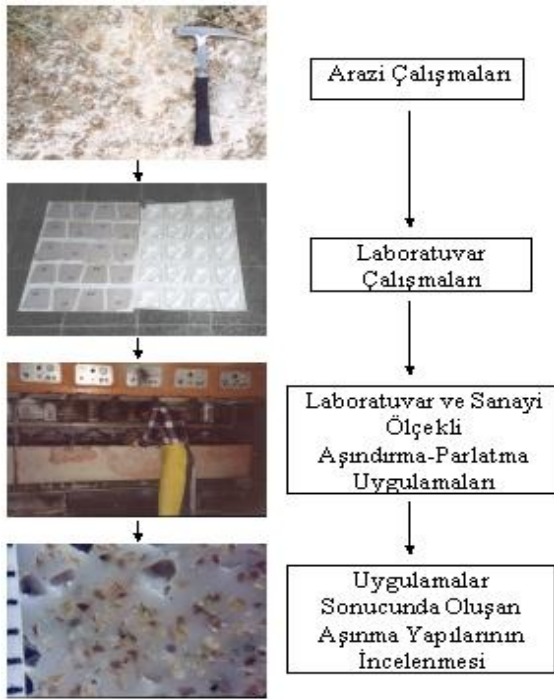 Arazi Çalışmaları
Laboratuvar
Çalışmaları
Laboratuvar ve Sanayi
Ölçekli
Aşındırma-Parlatma
Uygulamaları
Uygulamalar
Sonucunda Oluşan
Aşınma Yapılarının
İncelenmesi